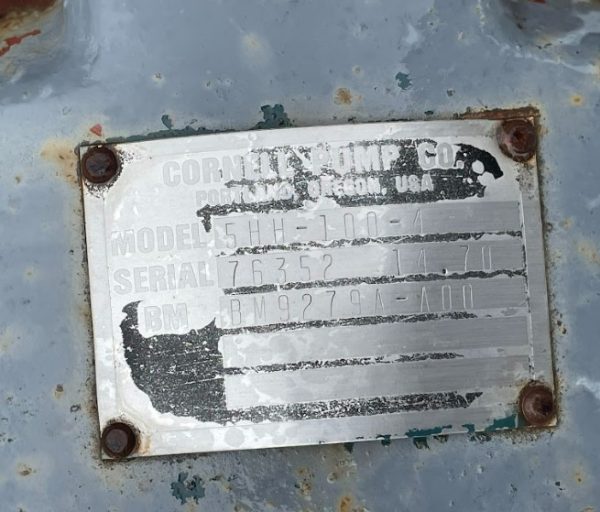 CORNELL PUMP CO.
PORTLAND, OREGON, USA
MODEL 5HH-100-4
SERIAL 76352 14.70
BM BM9279A-A00